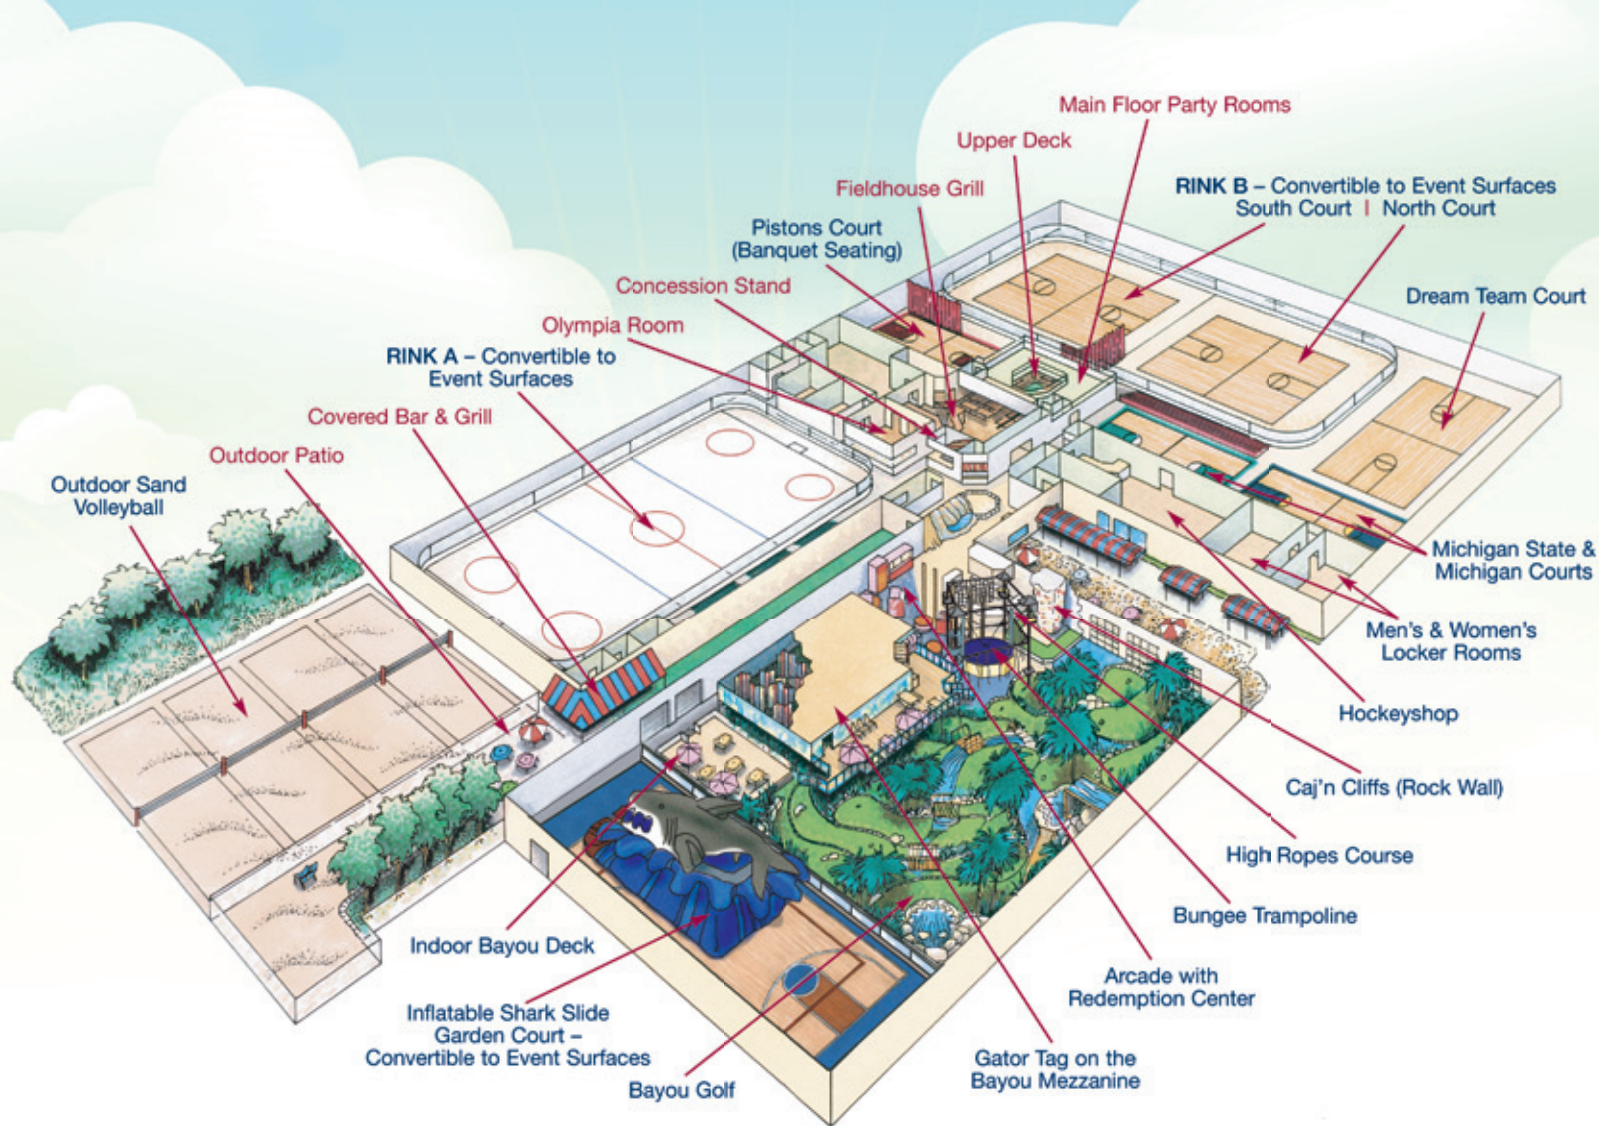 Main Floor Party Rooms
Upper Deck
Fieldhouse Grill
RINK B – Convertible to Event Surfaces
South Court | North Court
Pistons Court
(Banquet Seating)
Concession Stand
Dream Team Court
Olympia Room
RINK A – Convertible to
Event Surfaces
Covered Bar & Grill
Outdoor Patio
Outdoor Sand
Volleyball
Michigan State &
Michigan Courts
Men's & Women's
Locker Rooms
Hockeyshop
Caj'n Cliffs (Rock Wall)
High Ropes Course
Bungee Trampoline
Indoor Bayou Deck
Arcade with
Redemption Center
Inflatable Shark Slide
Garden Court –
Convertible to Event Surfaces
Gator Tag on the
Bayou Mezzanine
Bayou Golf